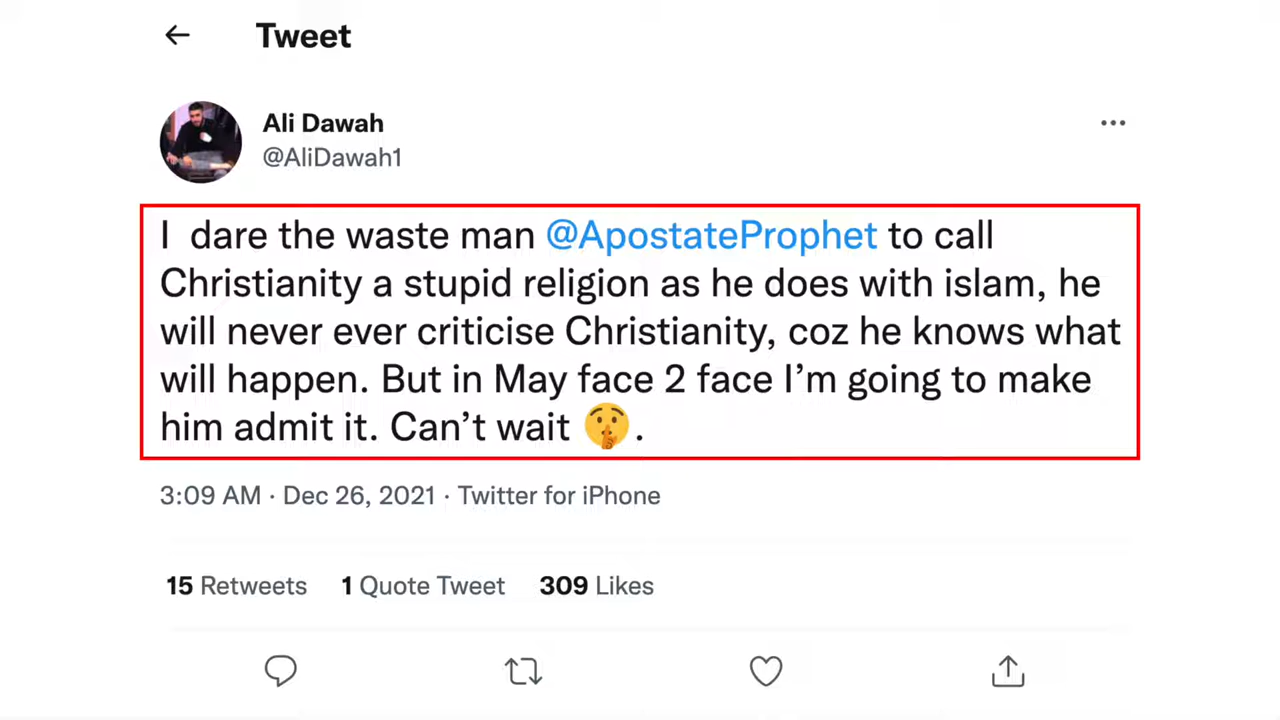 Tweet
Ali Dawah
@AliDawah1
I dare the waste man @ApostateProphet to call
Christianity a stupid religion as he does with islam, he
will never ever criticise Christianity, coz he knows what
will happen. But in May face 2 face I’m going to make
him admit it. Can’t wait 🤫.
3:09 AM · Dec 26, 2021 · Twitter for iPhone
15 Retweets 1 Quote Tweet 309 Likes